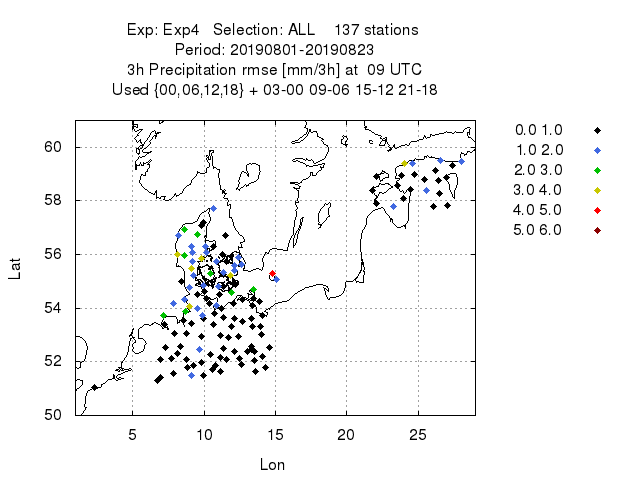 Exp: Exp4 Selection: ALL 137 stations
Period: 20190801-20190823
3h Precipitation rmse [mm/3h] at 09 UTC
Used {00,06,12,18} + 03-00 09-06 15-12 21-18
0.0 1.0
1.0 2.0
2.0 3.0
3.0 4.0
4.0 5.0
5.0 6.0
Lat
60
58
56
54
52
50
5 10 15 20 25
Lon